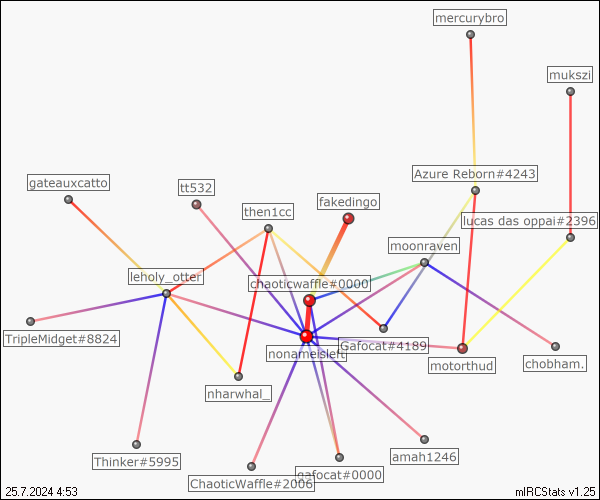 mercurybro
mukszi
Azure Reborn#4243
gateauxcatto
tt532
fakedingo
then1cc
lucas das oppai#2396
moonraven
leholy_otter
chaoticwaffle#0000
TripleMidget#8824
Gafocat#4189
nonameisleft
motorthud
chobham.
nharwhal_
amah1246
Thinker#5995
gafocat#0000
ChaoticWaffle#2006
25.7.2024 4:53
mIRCStats v1.25